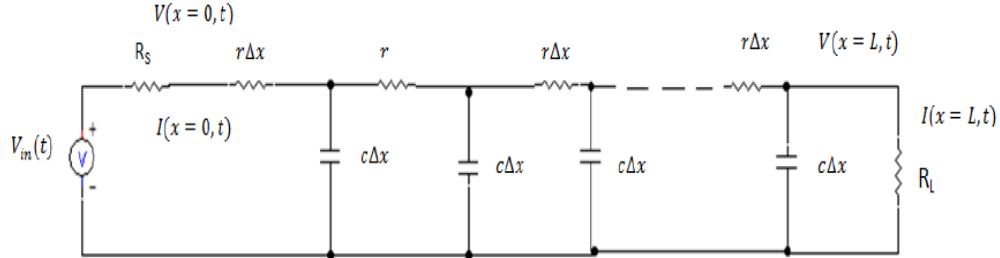 V(x = 0, t)
R_S
rΔx
r
rΔx
rΔx
V(x = L, t)
V_in(t)
+
V
-
I(x = 0, t)
cΔx
cΔx
cΔx
cΔx
I(x = L, t)
R_L